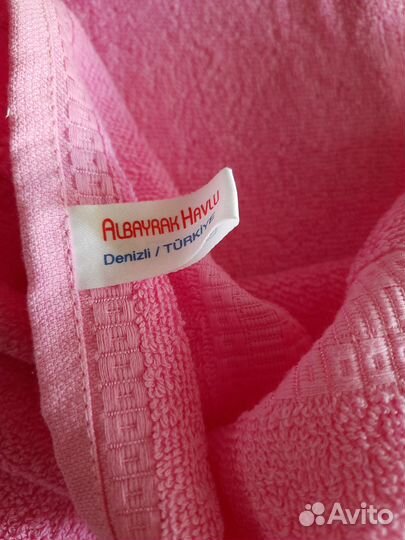 ALBAYRAK HAVLU
Denizli / TÜRKİYE
Avito